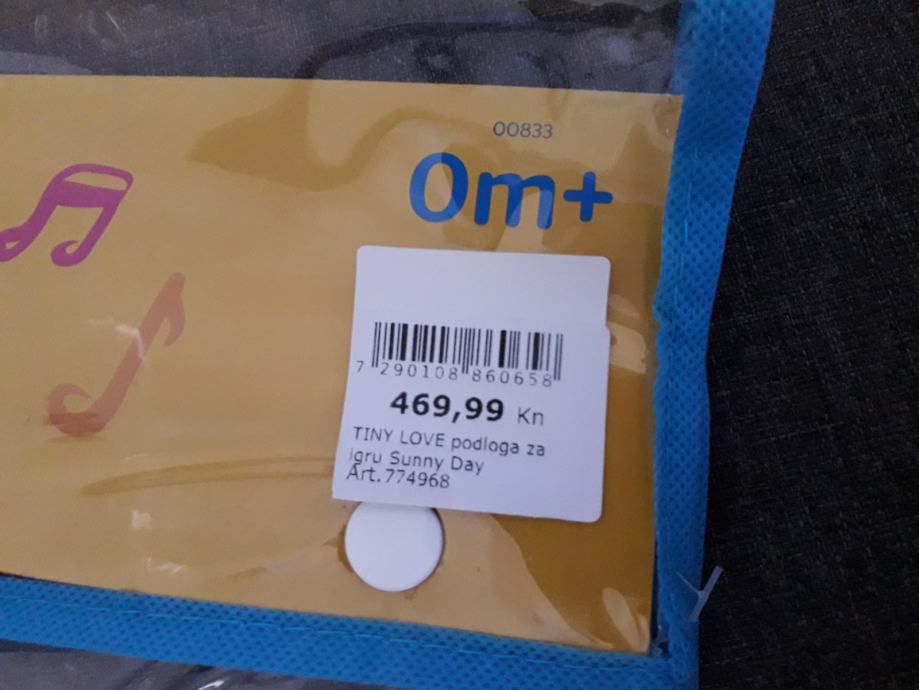 00833
0m+
7 290108 860658
469,99 Kn
TINY LOVE podloga za
igru Sunny Day
Art.774968